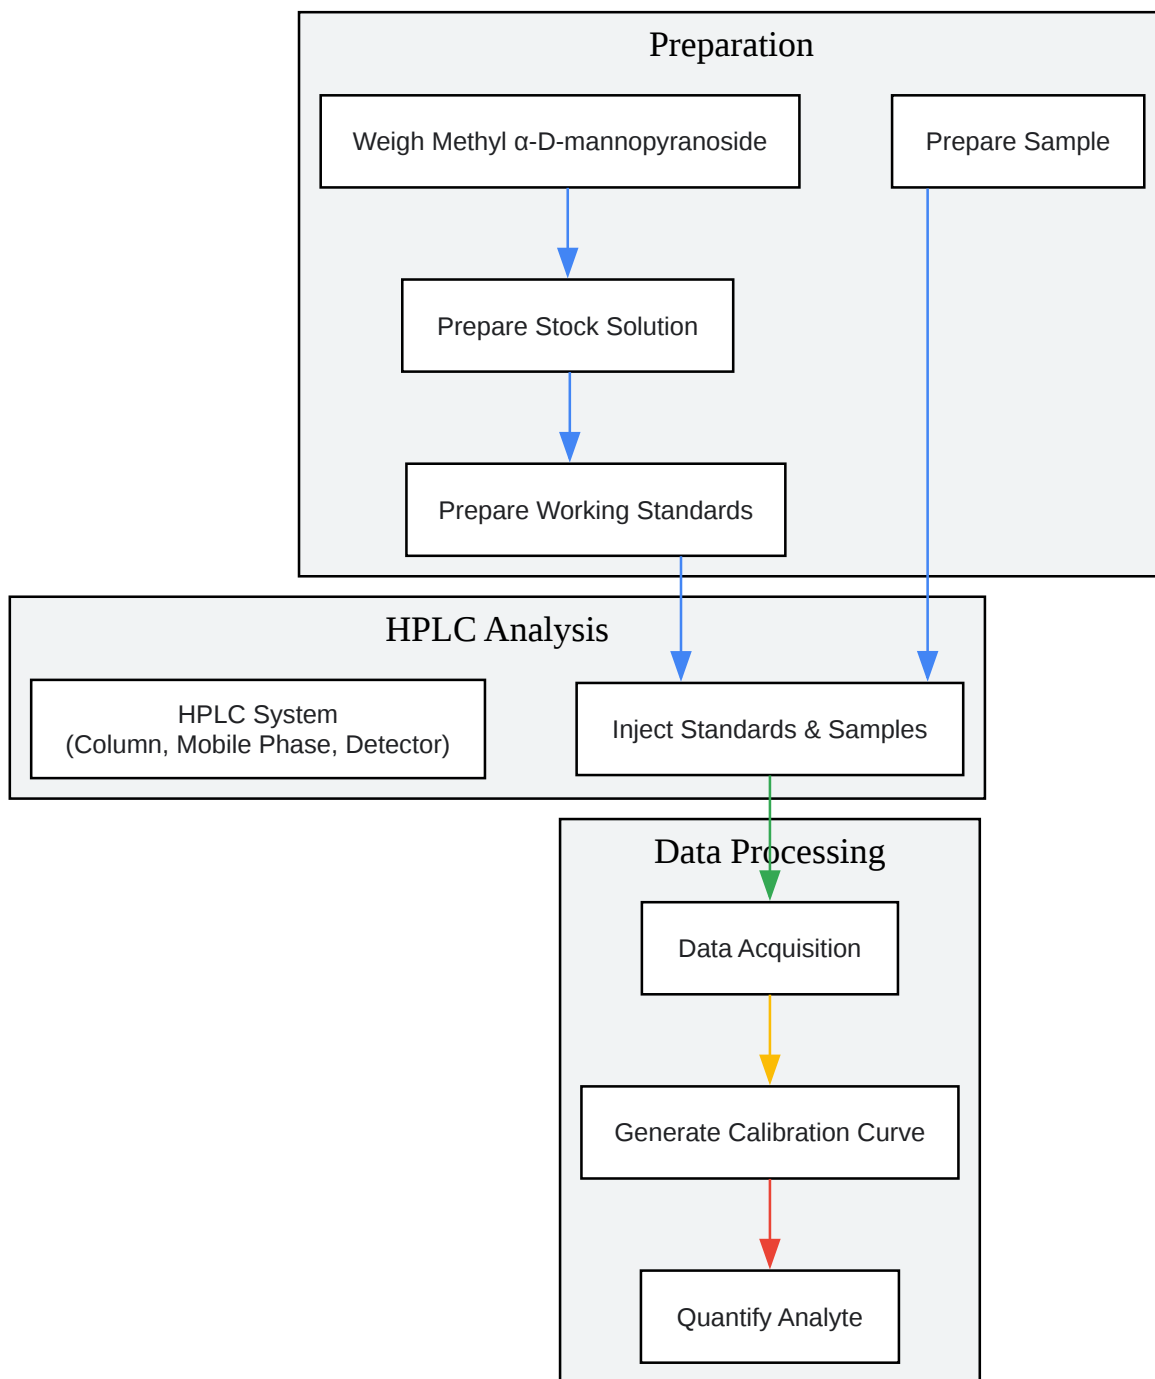 Preparation
Weigh Methyl α-D-mannopyranoside
Prepare Sample
Prepare Stock Solution
Prepare Working Standards
HPLC Analysis
HPLC System
(Column, Mobile Phase, Detector)
Inject Standards & Samples
Data Processing
Data Acquisition
Generate Calibration Curve
Quantify Analyte